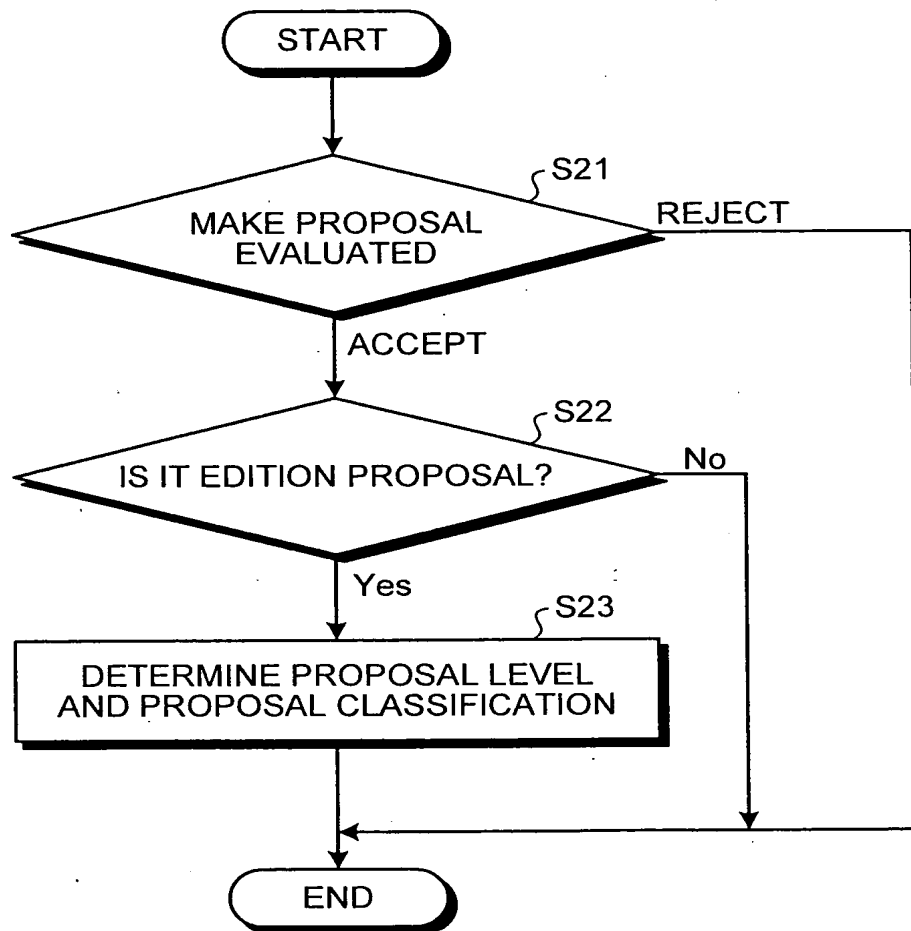 START
S21
MAKE PROPOSAL
EVALUATED
REJECT
ACCEPT
S22
IS IT EDITION PROPOSAL?
No
Yes
S23
DETERMINE PROPOSAL LEVEL
AND PROPOSAL CLASSIFICATION
END